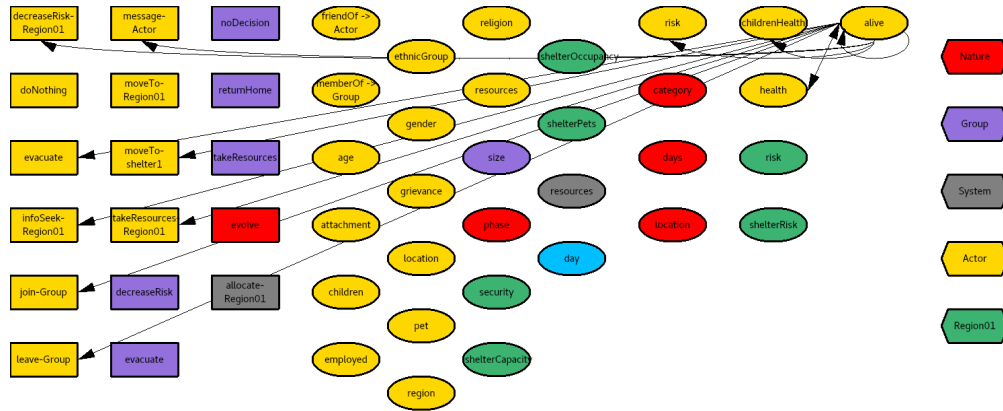 decreaseRisk-
Region01
message-
Actor
noDecision
friendOf ->
Actor
religion
risk
childrenHealth
alive
ethnicGroup
shelterOccupancy
Nature
doNothing
moveTo-
Region01
returnHome
memberOf ->
Group
resources
category
health
gender
shelterPets
Group
evacuate
moveTo-
shelter1
takeResources
age
size
days
risk
grievance
resources
System
infoSeek-
Region01
takeResources-
Region01
evolve
attachment
phase
location
shelterRisk
location
day
Actor
join-Group
decreaseRisk
allocate-
Region01
children
security
pet
Region01
leave-Group
evacuate
employed
shelterCapacity
region